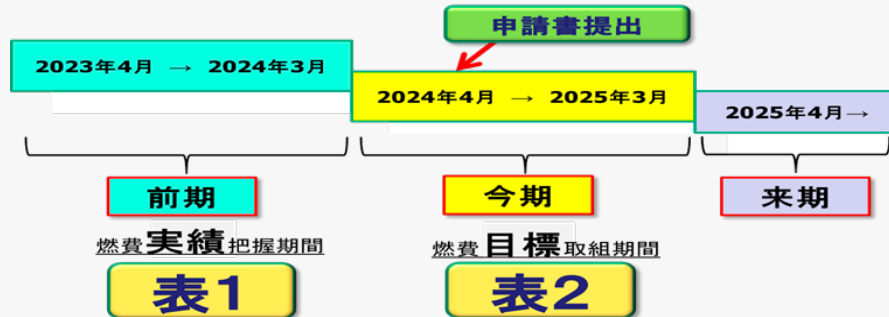 申請書提出
2023年4月 → 2024年3月
2024年4月 → 2025年3月
2025年4月→
前期
今期
来期
燃費実績把握期間
燃費目標取組期間
表1
表2